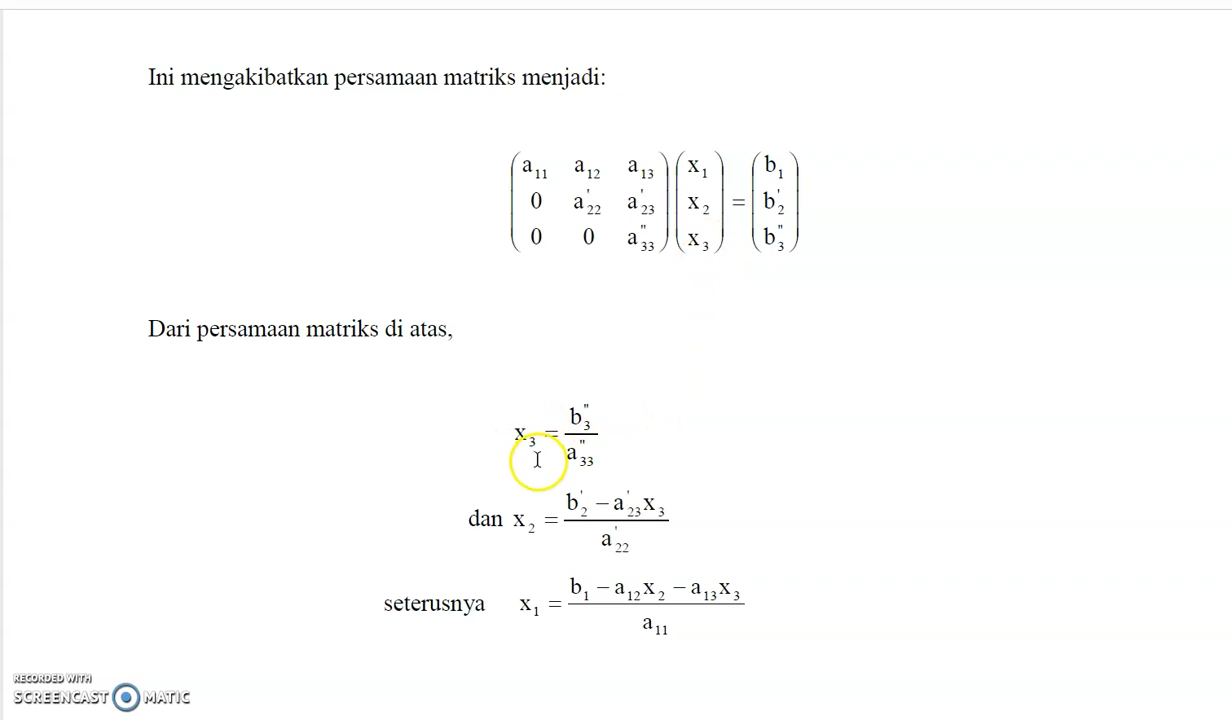 Ini mengakibatkan persamaan matriks menjadi:
a11 a12 a13 x1 b1
0 a'22 a'23 x2 = b'2
0 0 a"33 x3 b"3
Dari persamaan matriks di atas,
x3 = b"3 / a"33
dan x2 = b'2 − a'23x3 / a'22
seterusnya x1 = b1 − a12x2 − a13x3 / a11
RECORDED WITH
SCREENCAST MATIC